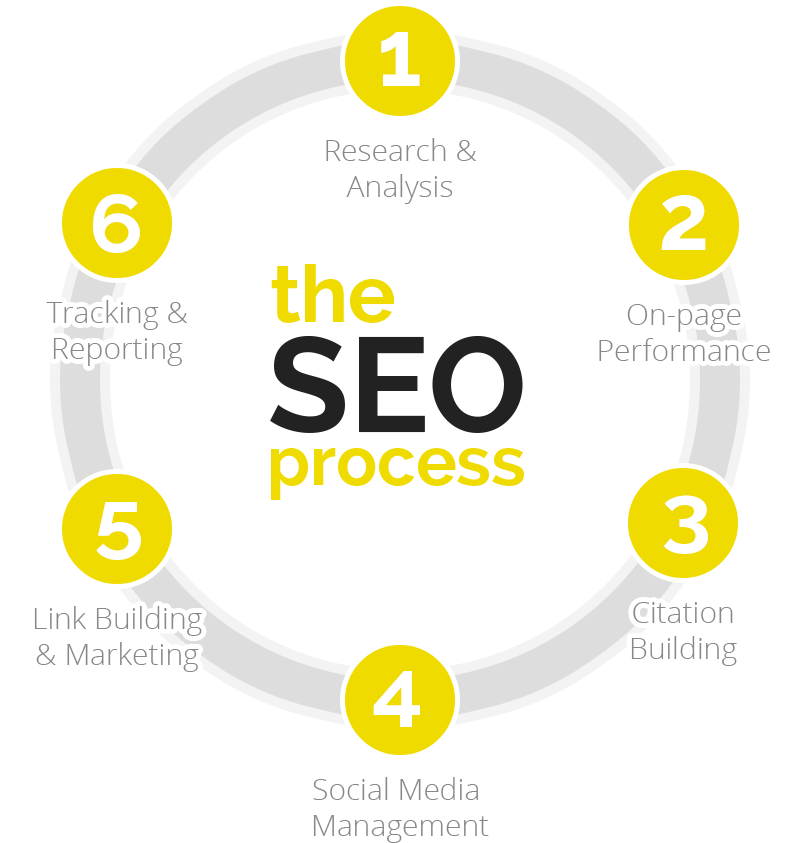 1
Research &
Analysis
2
On-page
Performance
3
Citation
Building
4
Social Media
Management
5
Link Building
& Marketing
6
Tracking &
Reporting
the
SEO
process